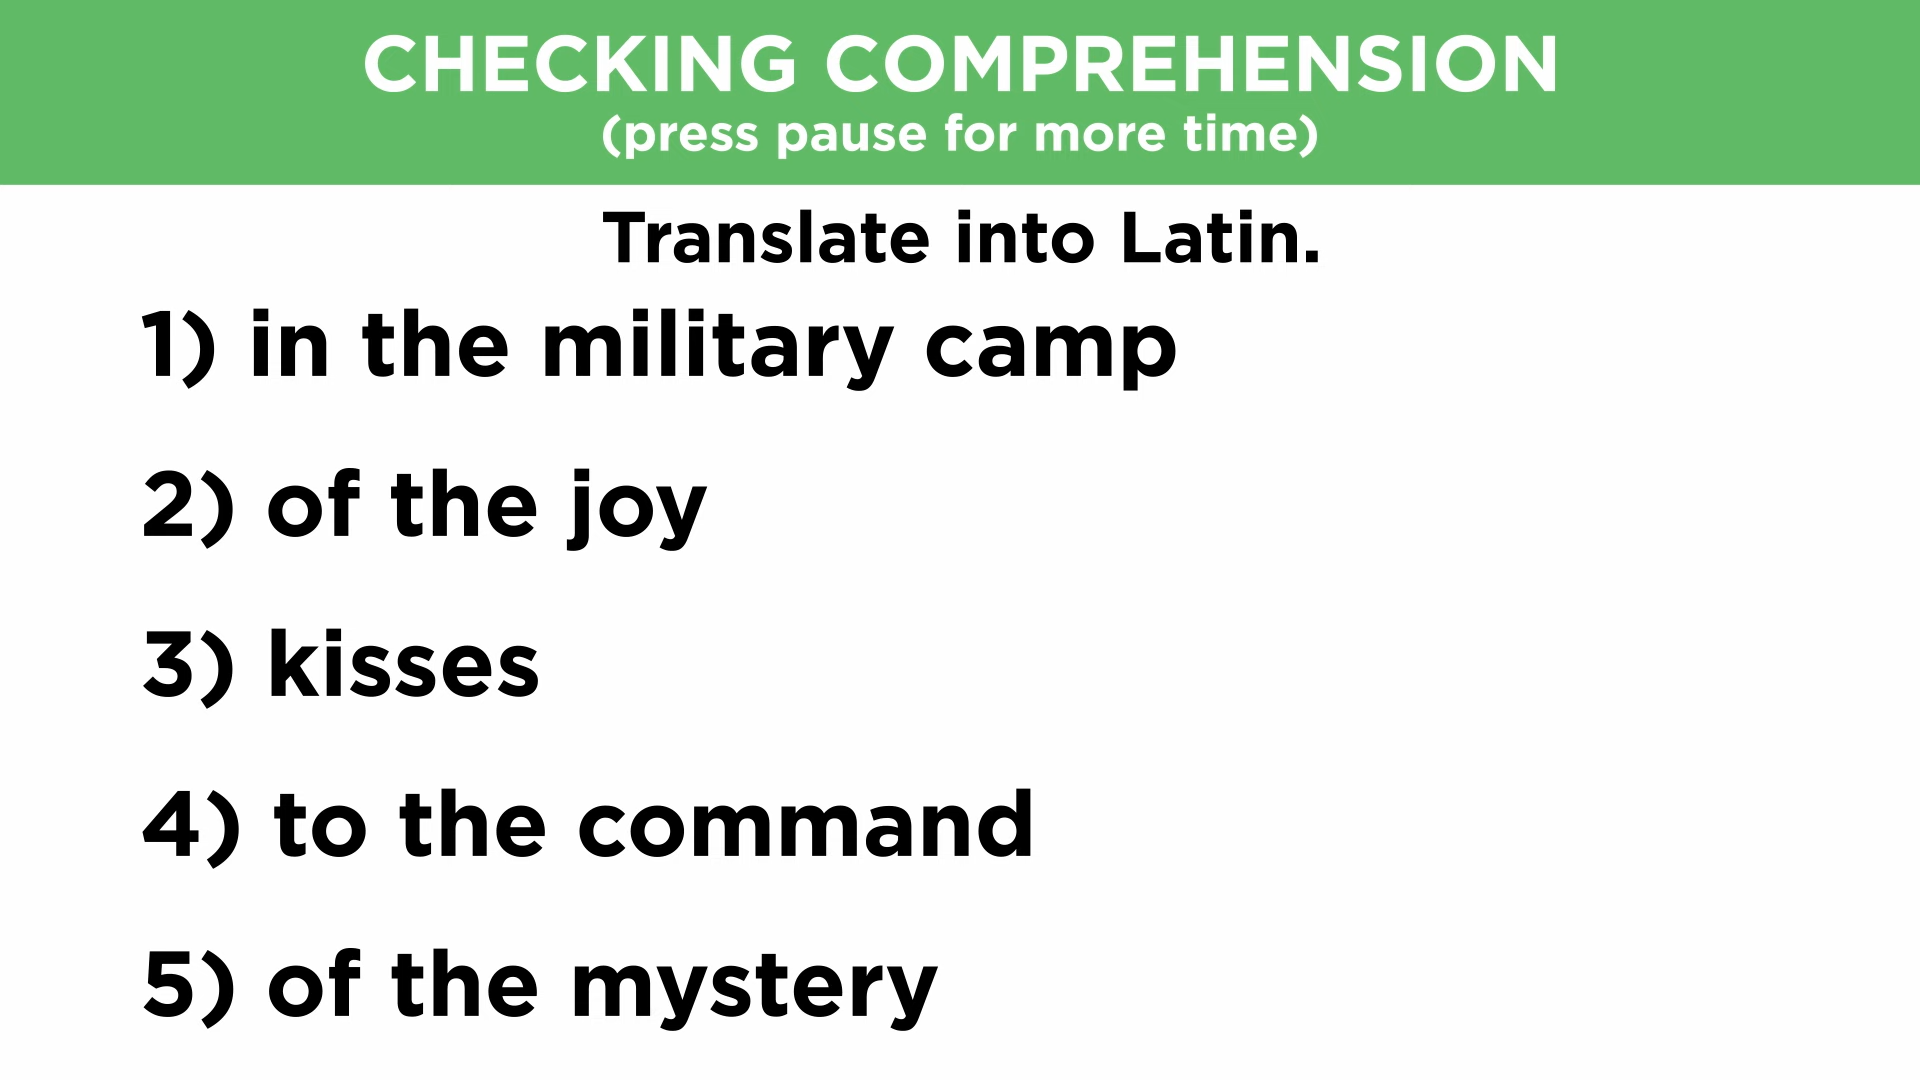 CHECKING COMPREHENSION
(press pause for more time)
Translate into Latin.
1) in the military camp
2) of the joy
3) kisses
4) to the command
5) of the mystery